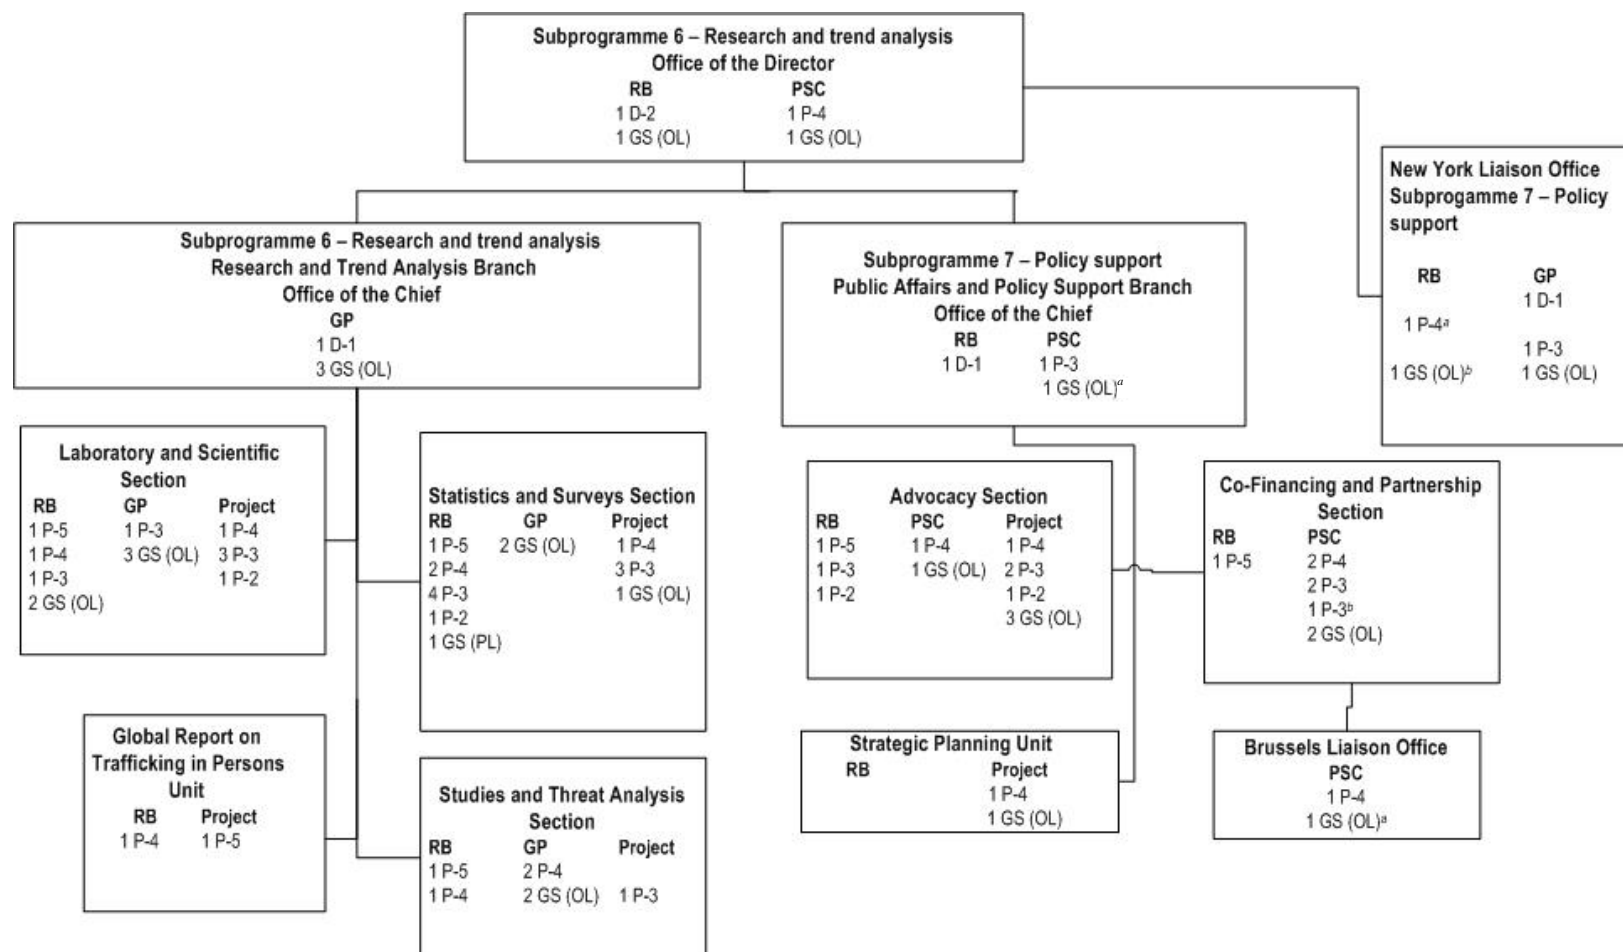 Subprogramme 6 – Research and trend analysis
Office of the Director
RB PSC
1 D-2 1 P-4
1 GS (OL) 1 GS (OL)
New York Liaison Office
Subprogamme 7 – Policy
support
RB GP
1 D-1
1 P-4a
1 P-3
1 GS (OL)b 1 GS (OL)
Subprogramme 6 – Research and trend analysis
Research and Trend Analysis Branch
Office of the Chief
GP
1 D-1
3 GS (OL)
Subprogramme 7 – Policy support
Public Affairs and Policy Support Branch
Office of the Chief
RB PSC
1 D-1 1 P-3
1 GS (OL)a
Laboratory and Scientific
Section
RB GP Project
1 P-5 1 P-3 1 P-4
1 P-4 3 GS (OL) 3 P-3
1 P-3 1 P-2
2 GS (OL)
Statistics and Surveys Section
RB GP Project
1 P-5 2 GS (OL) 1 P-4
2 P-4 3 P-3
4 P-3 1 GS (OL)
1 P-2
1 GS (PL)
Advocacy Section
RB PSC Project
1 P-5 1 P-4 1 P-4
1 P-3 1 GS (OL) 2 P-3
1 P-2 1 P-2
3 GS (OL)
Co-Financing and Partnership
Section
RB PSC
1 P-5 2 P-4
2 P-3
1 P-3b
2 GS (OL)
Global Report on
Trafficking in Persons
Unit
RB Project
1 P-4 1 P-5
Studies and Threat Analysis
Section
RB GP Project
1 P-5 2 P-4
1 P-4 2 GS (OL) 1 P-3
Strategic Planning Unit
RB Project
1 P-4
1 GS (OL)
Brussels Liaison Office
PSC
1 P-4
1 GS (OL)a